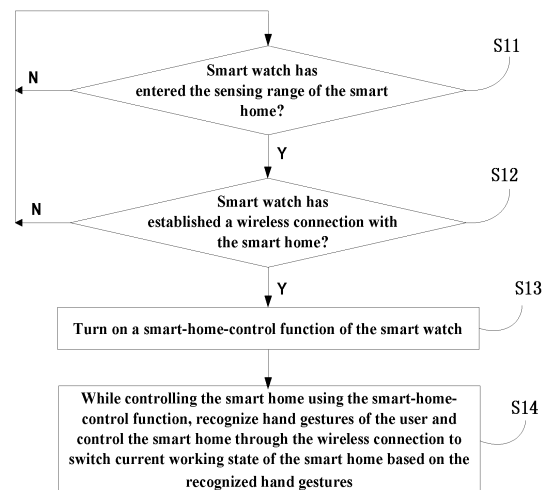 S11
Smart watch has
entered the sensing range of the smart
home?
N
Y
S12
Smart watch has
established a wireless connection with
the smart home?
N
Y
S13
Turn on a smart-home-control function of the smart watch
S14
While controlling the smart home using the smart-home-
control function, recognize hand gestures of the user and
control the smart home through the wireless connection to
switch current working state of the smart home based on the
recognized hand gestures